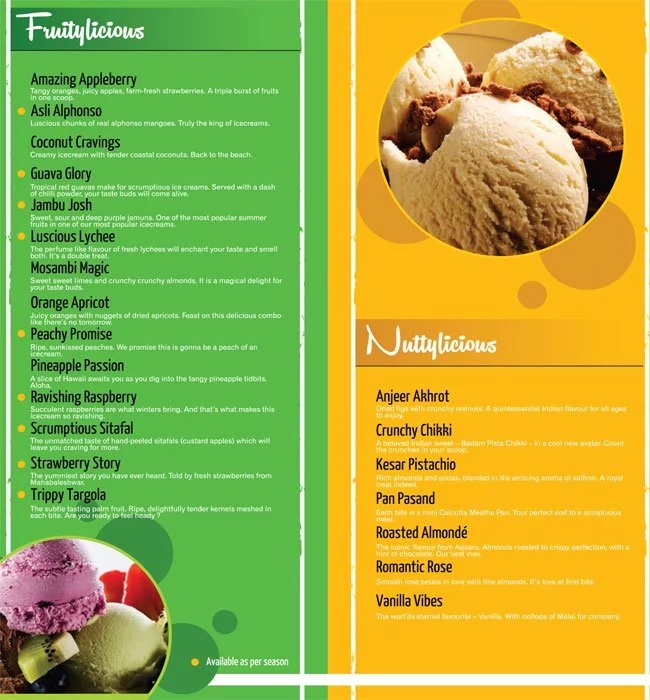 Fruitylicious
Amazing Appleberry
Tangy oranges, juicy apples, farm-fresh strawberries. A triple burst of fruits
in one scoop.
Asli Alphonso
Luscious chunks of real alphonso mangoes. Truly the king of icecreams.
Coconut Cravings
Creamy icecream with tender coastal coconuts. Back to the beach.
Guava Glory
Tropical red guavas make for scrumptious ice creams. Served with a dash
of chilli powder, your taste buds will come alive.
Jambu Josh
Sweet, sour and deep purple jamuns. One of the most popular summer
fruits in one of our most popular icecreams.
Luscious Lychee
The perfume like flavour of fresh lychees will enchant your taste and smell
both. It's a double treat.
Mosambi Magic
Sweet sweet limes and crunchy crunchy almonds. It is a magical delight for
your taste buds.
Orange Apricot
Juicy oranges with nuggets of dried apricots. Feast on this delicious combo
like there's no tomorrow.
Peachy Promise
Ripe, sunkissed peaches. We promise this is gonna be a peach of an
icecream.
Pineapple Passion
A slice of Hawaii awaits you as you dig into the tangy pineapple tidbits.
Aloha.
Ravishing Raspberry
Succulent raspberries are what winters bring. And that's what makes this
icecream so ravishing.
Scrumptious Sitafal
The unmatched taste of hand-peeled sitafals (custard apples) which will
leave you craving for more.
Strawberry Story
The yummiest story you have ever heard. Told by fresh strawberries from
Mahabaleshwar.
Trippy Targola
The subtle tasting palm fruit. Ripe, delightfully tender kernels meshed in
each bite. Are you ready to feel heady ?
Available as per season
Nuttylicious
Anjeer Akhrot
Dried figs with crunchy walnuts. A quintessential Indian flavour for all ages
to enjoy.
Crunchy Chikki
A beloved Indian sweet – Badam Pista Chikki – in a cool new avatar. Count
the crunches in your scoop.
Kesar Pistachio
Rich almonds and pistas, blended in the enticing aroma of saffron. A royal
treat indeed.
Pan Pasand
Each bite is a mini Calcutta Meetha Pan. Your perfect end to a sumptuous
meal.
Roasted Almondé
The iconic flavour from Apsara. Almonds roasted to crispy perfection, with a
hint of chocolate. Our best ever.
Romantic Rose
Smooth rose petals in love with fine almonds. It's love at first bite.
Vanilla Vibes
The world's eternal favourite – Vanilla. With dollops of Malai for company.